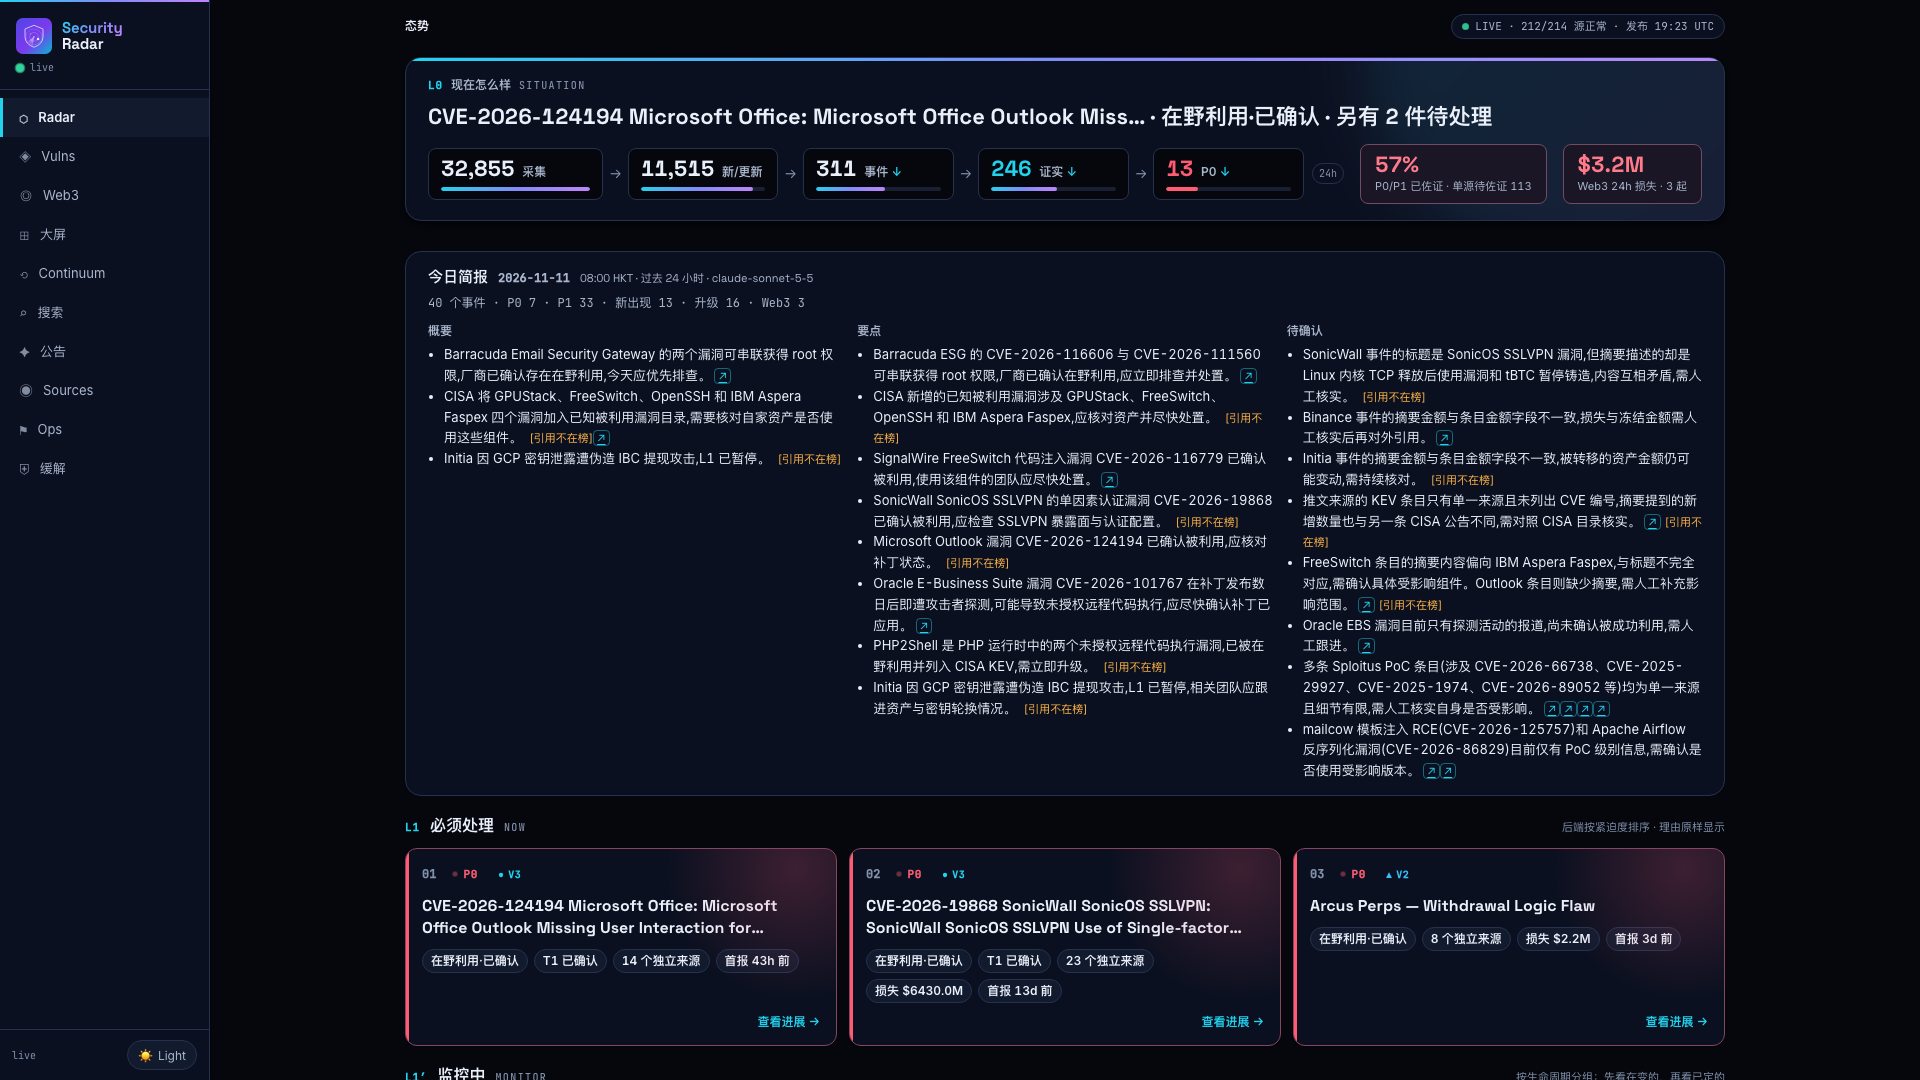 Security
Radar
live
Radar
Vulns
Web3
大屏
Continuum
搜索
公告
Sources
Ops
缓解
live
Light
态势
LIVE · 212/214 源正常 · 发布 19:23 UTC
L0 现在怎么样 SITUATION
CVE-2026-124194 Microsoft Office: Microsoft Office Outlook Miss... · 在野利用·已确认 · 另有 2 件待处理
32,855 采集 → 11,515 新/更新 → 311 事件 ↓ → 246 证实 ↓ → 13 P0 ↓ 24h
57%
P0/P1 已佐证 · 单源待佐证 113
$3.2M
Web3 24h 损失 · 3 起
今日简报 2026-11-11 08:00 HKT · 过去 24 小时 · claude-sonnet-5-5
40 个事件 · P0 7 · P1 33 · 新出现 13 · 升级 16 · Web3 3
概要
• Barracuda Email Security Gateway 的两个漏洞可串联获得 root 权
限,厂商已确认存在在野利用,今天应优先排查。 ↗
• CISA 将 GPUStack、FreeSwitch、OpenSSH 和 IBM Aspera
Faspex 四个漏洞加入已知被利用漏洞目录,需要核对自家资产是否使
用这些组件。 [引用不在榜] ↗
• Initia 因 GCP 密钥泄露遭伪造 IBC 提现攻击,L1 已暂停。 [引用不在榜]
要点
• Barracuda ESG 的 CVE-2026-116606 与 CVE-2026-111560
可串联获得 root 权限,厂商已确认在野利用,应立即排查并处置。 ↗
• CISA 新增的已知被利用漏洞涉及 GPUStack、FreeSwitch、
OpenSSH 和 IBM Aspera Faspex,应核对资产并尽快处置。 [引用不
在榜]
• SignalWire FreeSwitch 代码注入漏洞 CVE-2026-116779 已确认
被利用,使用该组件的团队应尽快处置。 ↗
• SonicWall SonicOS SSLVPN 的单因素认证漏洞 CVE-2026-19868
已确认被利用,应检查 SSLVPN 暴露面与认证配置。 [引用不在榜]
• Microsoft Outlook 漏洞 CVE-2026-124194 已确认被利用,应核对
补丁状态。 [引用不在榜]
• Oracle E-Business Suite 漏洞 CVE-2026-101767 在补丁发布数
日后即遭攻击者探测,可能导致未授权远程代码执行,应尽快确认补丁已
应用。 ↗
• PHP2Shell 是 PHP 运行时中的两个未授权远程代码执行漏洞,已被在
野利用并列入 CISA KEV,需立即升级。 [引用不在榜]
• Initia 因 GCP 密钥泄露遭伪造 IBC 提现攻击,L1 已暂停,相关团队应跟
进资产与密钥轮换情况。 [引用不在榜]
待确认
• SonicWall 事件的标题是 SonicOS SSLVPN 漏洞,但摘要描述的却是
Linux 内核 TCP 释放后使用漏洞和 tBTC 暂停铸造,内容互相矛盾,需人
工核实。 [引用不在榜]
• Binance 事件的摘要金额与条目金额字段不一致,损失与冻结金额需人
工核实后再对外引用。 ↗
• Initia 事件的摘要金额与条目金额字段不一致,被转移的资产金额仍可
能变动,需持续核对。 [引用不在榜]
• 推文来源的 KEV 条目只有单一来源且未列出 CVE 编号,摘要提到的新
增数量也与另一条 CISA 公告不同,需对照 CISA 目录核实。 ↗ [引用不
在榜]
• FreeSwitch 条目的摘要内容偏向 IBM Aspera Faspex,与标题不完全
对应,需确认具体受影响组件。Outlook 条目则缺少摘要,需人工补充影
响范围。 ↗ [引用不在榜]
• Oracle EBS 漏洞目前只有探测活动的报道,尚未确认被成功利用,需人
工跟进。 ↗
• 多条 Sploitus PoC 条目(涉及 CVE-2026-66738、CVE-2025-
29927、CVE-2025-1974、CVE-2026-89052 等)均为单一来源
且细节有限,需人工核实自身是否受影响。 ↗ ↗ ↗ ↗
• mailcow 模板注入 RCE(CVE-2026-125757)和 Apache Airflow
反序列化漏洞(CVE-2026-86829)目前仅有 PoC 级别信息,需确认是
否使用受影响版本。 ↗ ↗
L1 必须处理 NOW
后端按紧迫度排序 · 理由原样显示
01 P0 V3
CVE-2026-124194 Microsoft Office: Microsoft
Office Outlook Missing User Interaction for...
在野利用·已确认 T1 已确认 14 个独立来源 首报 43h 前
查看进展 →
02 P0 V3
CVE-2026-19868 SonicWall SonicOS SSLVPN:
SonicWall SonicOS SSLVPN Use of Single-factor...
在野利用·已确认 T1 已确认 23 个独立来源
损失 $6430.0M 首报 13d 前
查看进展 →
03 P0 V2
Arcus Perps — Withdrawal Logic Flaw
在野利用·已确认 8 个独立来源 损失 $2.2M 首报 3d 前
查看进展 →
L1′ 监控中 MONITOR
按生命周期分组: 先看在变的，再看已定的